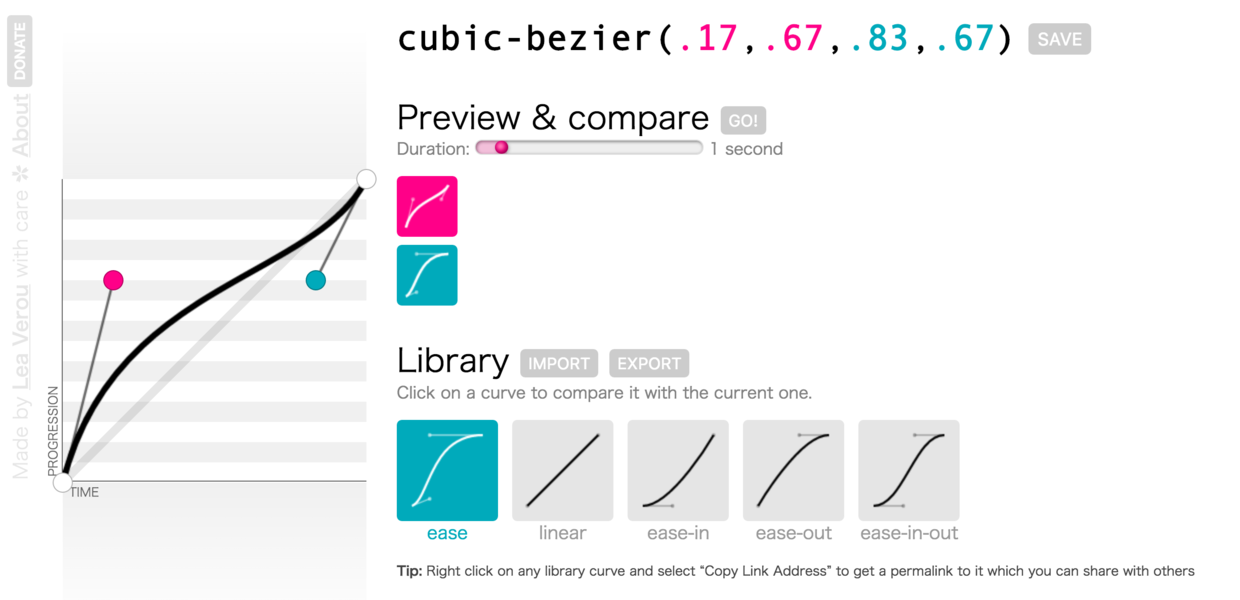 cubic-bezier(.17,.67,.83,.67) SAVE
Preview & compare GO!
Duration: 1 second
Library IMPORT EXPORT
Click on a curve to compare it with the current one.
ease linear ease-in ease-out ease-in-out
Tip: Right click on any library curve and select “Copy Link Address” to get a permalink to it which you can share with others
PROGRESSION
TIME
Made by Lea Verou with care ✲ About DONATE